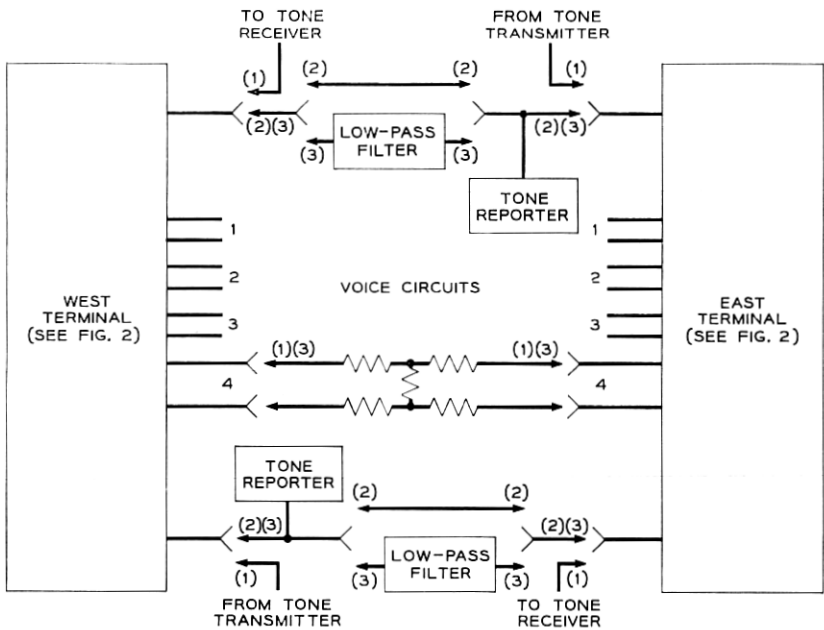 TO TONE
RECEIVER
FROM TONE
TRANSMITTER
(1)
(2)
(2)
(1)
(2)(3)
(2)(3)
(3)
LOW-PASS
FILTER
(3)
TONE
REPORTER
1
1
2
VOICE CIRCUITS
2
WEST
TERMINAL
(SEE FIG. 2)
EAST
TERMINAL
(SEE FIG. 2)
3
3
(1)(3)
(1)(3)
4
4
TONE
REPORTER
(2)
(2)
(2)(3)
(2)(3)
(1)
(3)
LOW-PASS
FILTER
(3)
(1)
FROM TONE
TRANSMITTER
TO TONE
RECEIVER